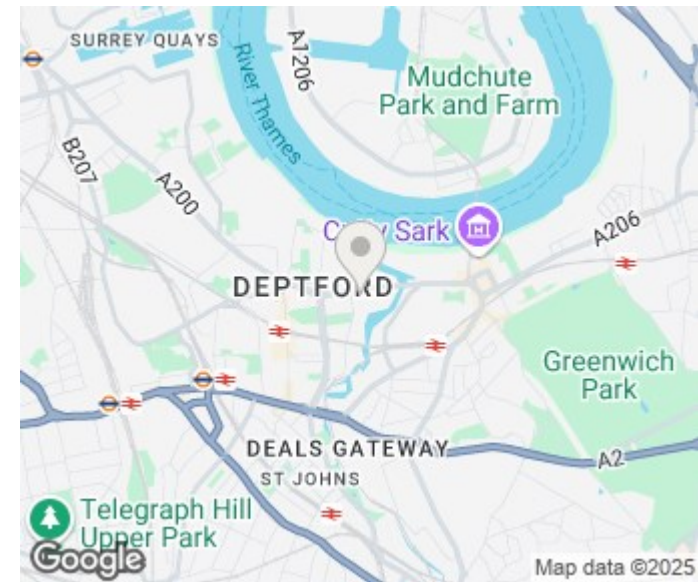 SURREY QUAYS
A1206
River Thames
Mudchute
Park and Farm
B207
A200
Cutty Sark
A206
DEPTFORD
Greenwich
Park
DEALS GATEWAY
A2
ST JOHNS
Telegraph Hill
Upper Park
Google
Map data ©2025